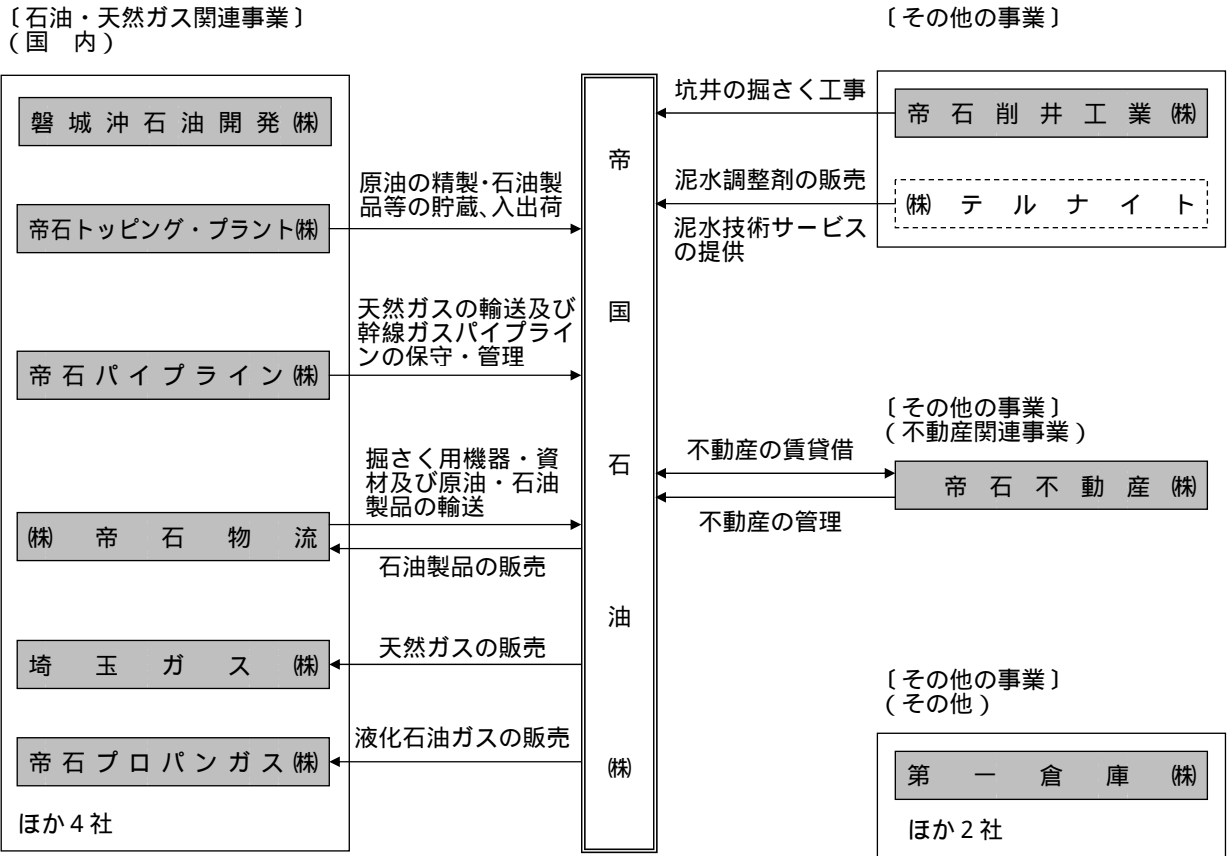 〔石油・天然ガス関連事業〕
（国　内）
磐城沖石油開発㈱
帝石トッピング・プラント㈱
帝石パイプライン㈱
㈱帝石物流
埼玉ガス㈱
帝石プロパンガス㈱
ほか４社
原油の精製･石油製
品等の貯蔵､入出荷
天然ガスの輸送及び
幹線ガスパイプライ
ンの保守・管理
掘さく用機器・資
材及び原油・石油
製品の輸送
石油製品の販売
天然ガスの販売
液化石油ガスの販売
帝国石油㈱
坑井の掘さく工事
泥水調整剤の販売
泥水技術サービス
の提供
不動産の賃貸借
不動産の管理
〔その他の事業〕
帝石削井工業㈱
㈱テルナイト
〔その他の事業〕
（不動産関連事業）
帝石不動産㈱
〔その他の事業〕
（その他）
第一倉庫㈱
ほか２社